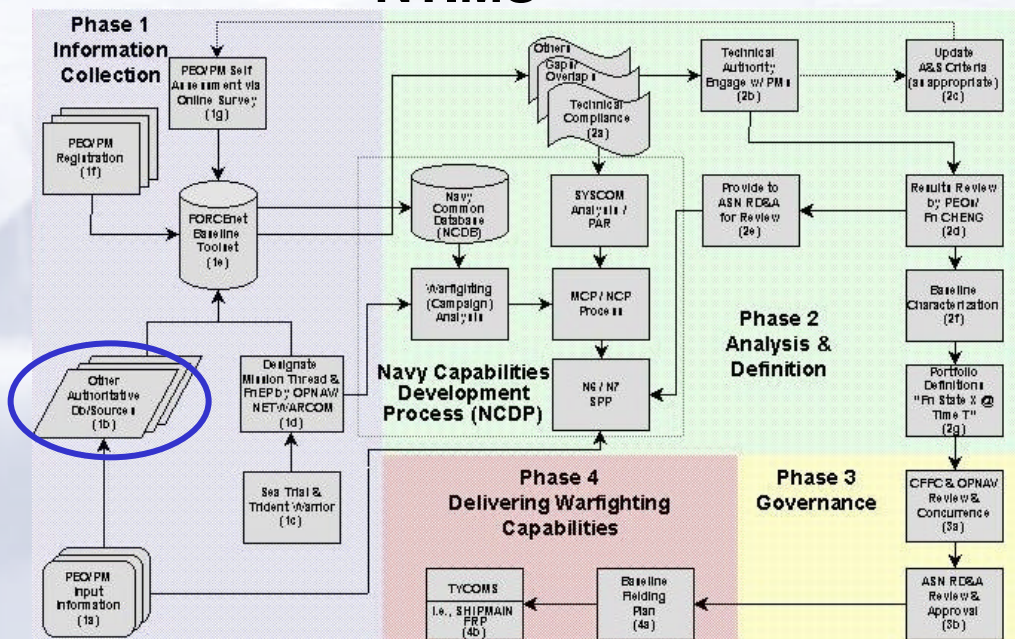 Phase 1
Information
Collection
PEO/PM Self
Assessment via
Online Survey
(1g)
PEO/PM
Registration
(1f)
FORCEnet
Baseline
Toolset
(1e)
Other
Authoritative
Db/Sources
(1b)
Designate
Mission Thread &
FnEP by OPNAV/
NETWARCOM
(1d)
Sea Trial &
Trident Warrior
(1c)
PEO/PM
Input
Information
(1a)
Others
Gaps/
Overlaps
Technical
Compliance
(2a)
Technical
Authority
Engage w/ PMs
(2b)
Update
A&S Criteria
(as appropriate)
(2c)
Navy
Common
Database
(NCDB)
SYSCOM
Analysis /
PAR
Provide to
ASN RD&A
for Review
(2e)
Results Review
by PEOs/
Fn CHENG
(2d)
Warfighting
(Campaign)
Analysis
MCP / NCP
Process
Baseline
Characterization
(2f)
Phase 2
Analysis &
Definition
Navy Capabilities
Development
Process (NCDP)
N6 / N7
SPP
Portfolio
Definitions
"Fn State X @
Time T"
(2g)
Phase 4
Delivering Warfighting
Capabilities
Phase 3
Governance
CFFC & OPNAV
Review &
Concurrence
(3a)
TYCOMS
i.e., SHIPMAIN
FRP
(4b)
Baseline
Fielding
Plan
(4a)
ASN RD&A
Review &
Approval
(3b)